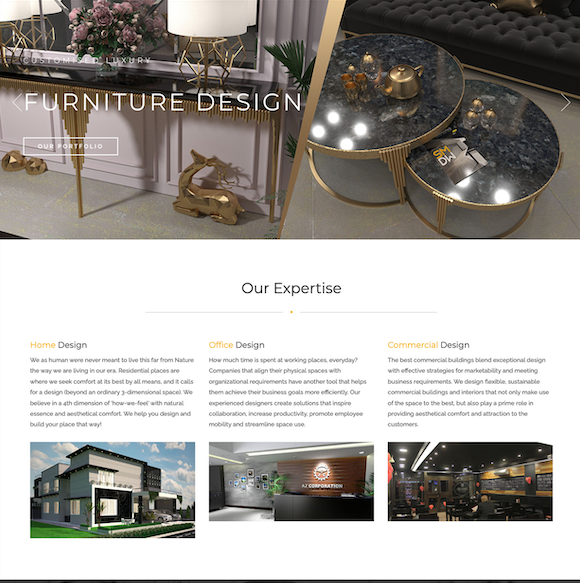 CUSTOMISED LUXURY
FURNITURE DESIGN
OUR PORTFOLIO
Our Expertise
Home Design
We as human were never meant to live this far from Nature
the way we are living in our era. Residential places are
where we seek comfort at its best by all means, and it calls
for a design (beyond an ordinary 3-dimensional space). We
believe in a 4th dimension of 'how-we-feel' with natural
essence and aesthetical comfort. We help you design and
build your place that way!
Office Design
How much time is spent at working places, everyday?
Companies that align their physical spaces with
organizational requirements have another tool that helps
them achieve their business goals more efficiently. Our
experienced designers create solutions that inspire
collaboration, increase productivity, promote employee
mobility and streamline space use.
Commercial Design
The best commercial buildings blend exceptional design
with effective strategies for marketability and meeting
business requirements. We design flexible, sustainable
commercial buildings and interiors that not only make use
of the space to the best, but also play a prime role in
providing aesthetical comfort and attraction to the
customers.
AZ CORPORATION